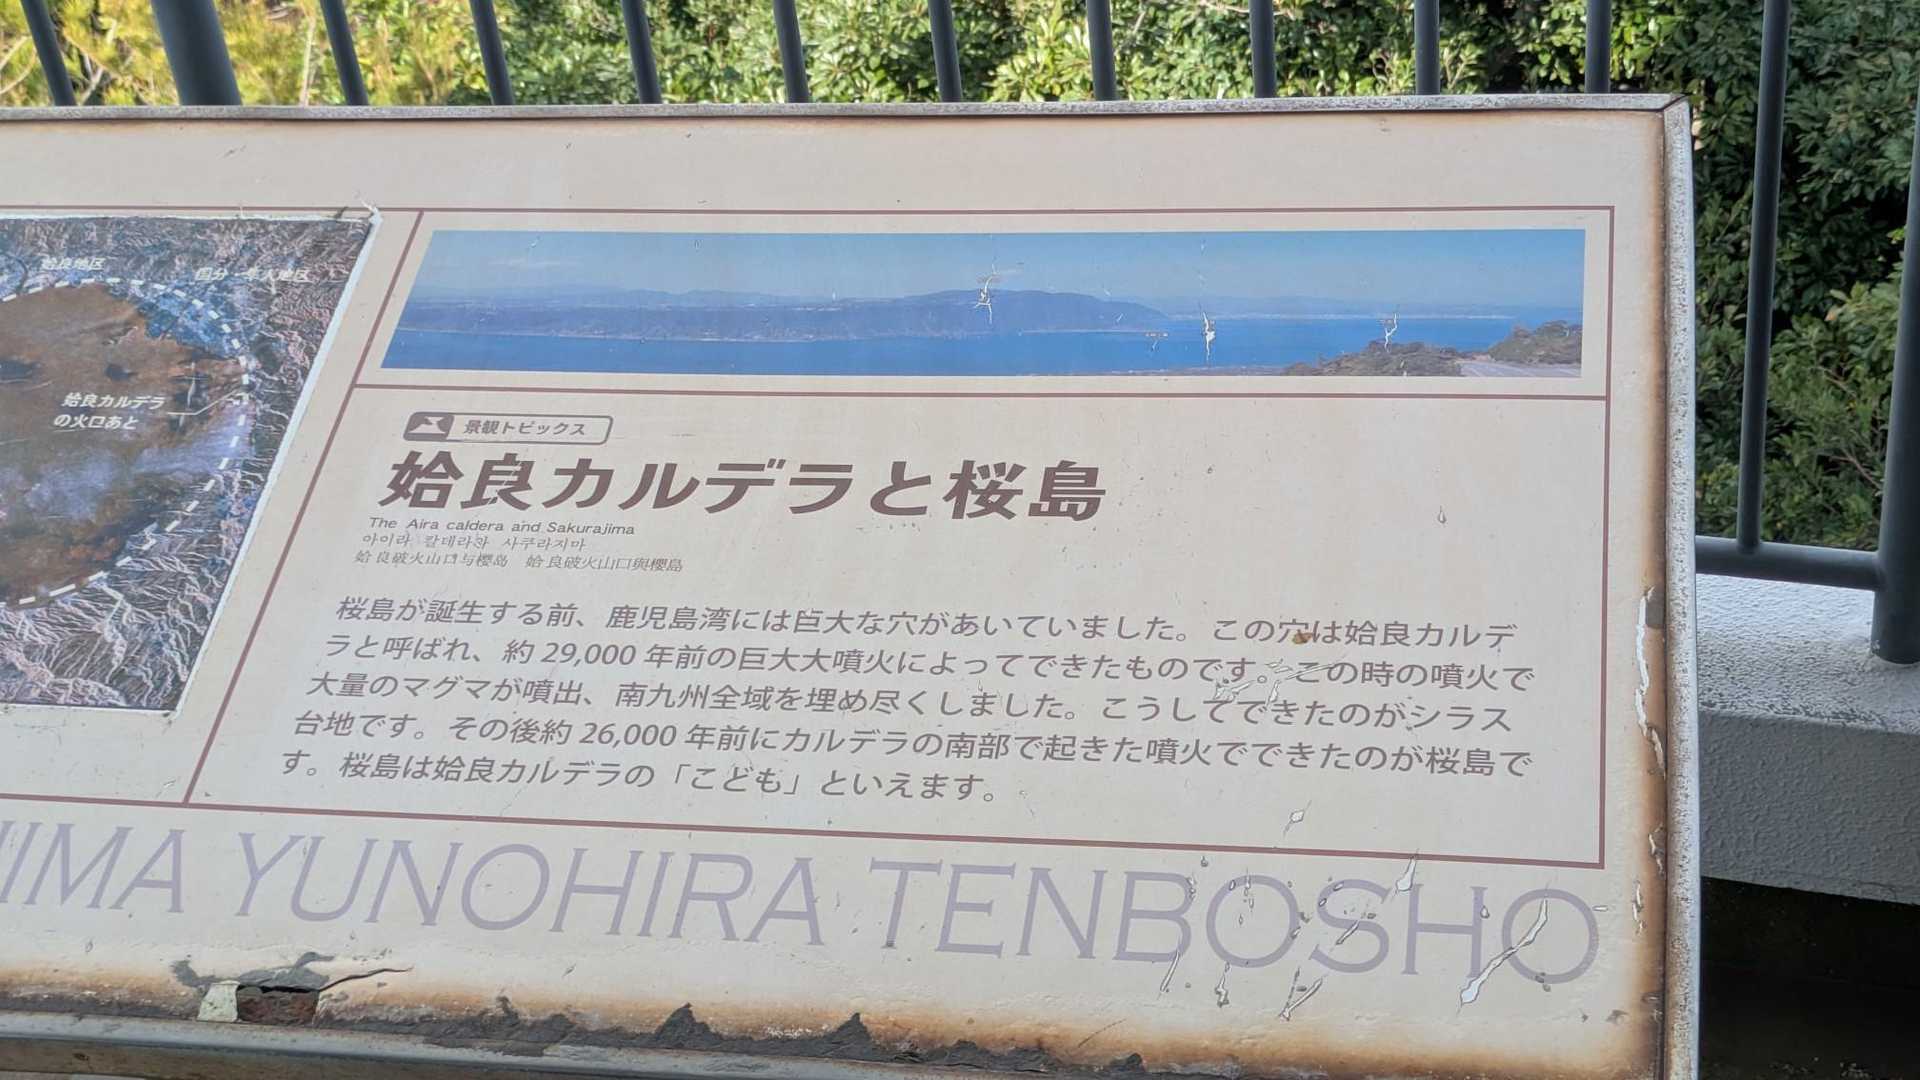 姶良地区
国分・隼人地区
姶良カルデラ
の火口あと
景観トピックス
姶良カルデラと桜島
The Aira caldera and Sakurajima
아이라 칼데라와 사쿠라지마
姶良破火山口与樱岛 姶良破火山口與櫻島
桜島が誕生する前、鹿児島湾には巨大な穴があいていました。この穴は姶良カルデ
ラと呼ばれ、約 29,000 年前の巨大大噴火によってできたものです。この時の噴火で
大量のマグマが噴出、南九州全域を埋め尽くしました。こうしてできたのがシラス
台地です。その後約 26,000 年前にカルデラの南部で起きた噴火でできたのが桜島で
す。桜島は姶良カルデラの「こども」といえます。
JIMA YUNOHIRA TENBOSHO